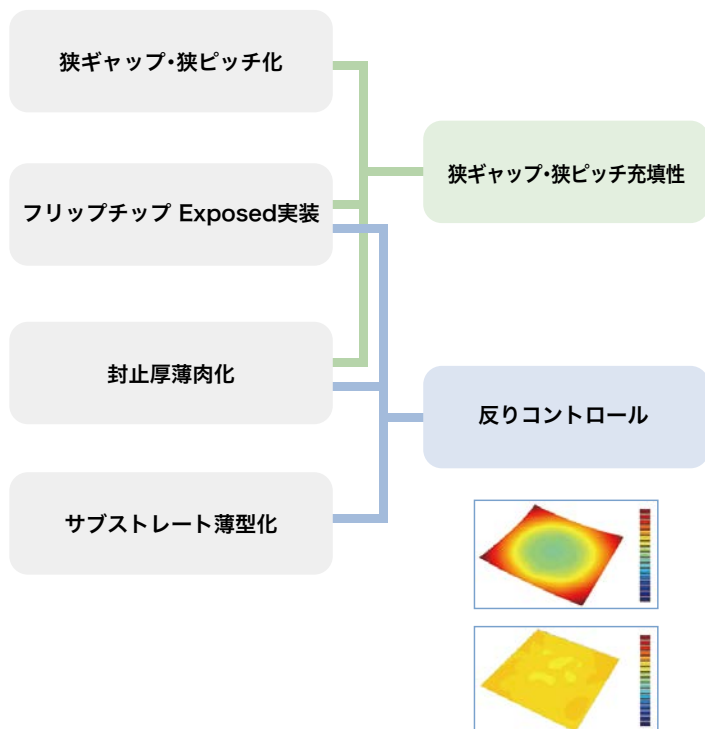 狭ギャップ・狭ピッチ化
狭ギャップ・狭ピッチ充填性
フリップチップ Exposed実装
封止厚薄肉化
反りコントロール
サブストレート薄型化